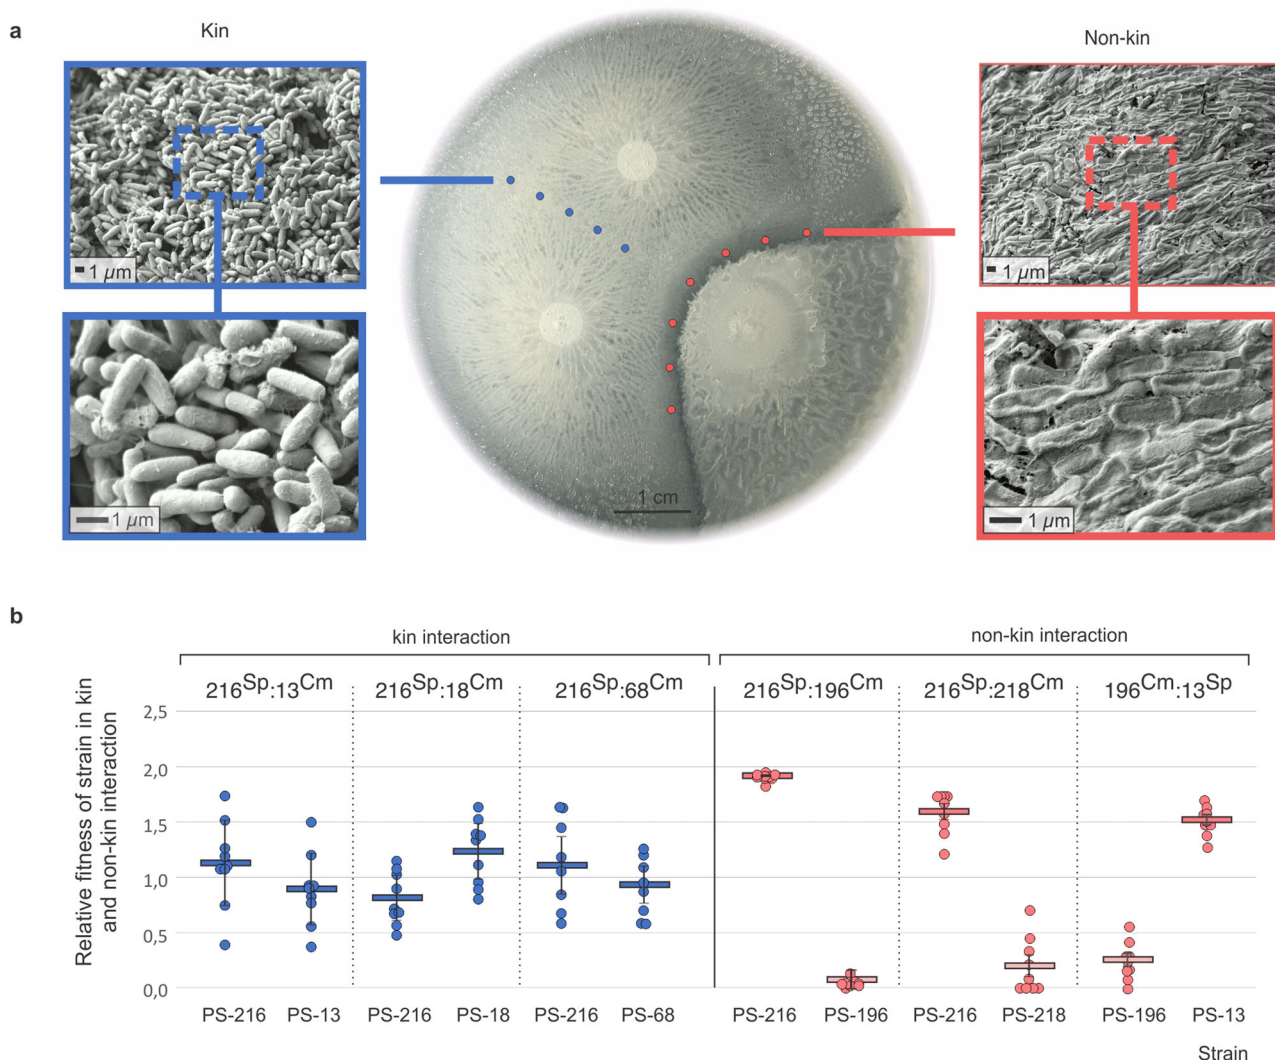 a
Kin
Non-kin
1 µm
1 µm
1 µm
1 µm
1 cm
b
kin interaction
non-kin interaction
216Sp:13Cm
216Sp:18Cm
216Sp:68Cm
216Sp:196Cm
216Sp:218Cm
196Cm:13Sp
Relative fitness of strain in kin
and non-kin interaction
2,5
2,0
1,5
1,0
0,5
0,0
PS-216
PS-13
PS-216
PS-18
PS-216
PS-68
PS-216
PS-196
PS-216
PS-218
PS-196
PS-13
Strain